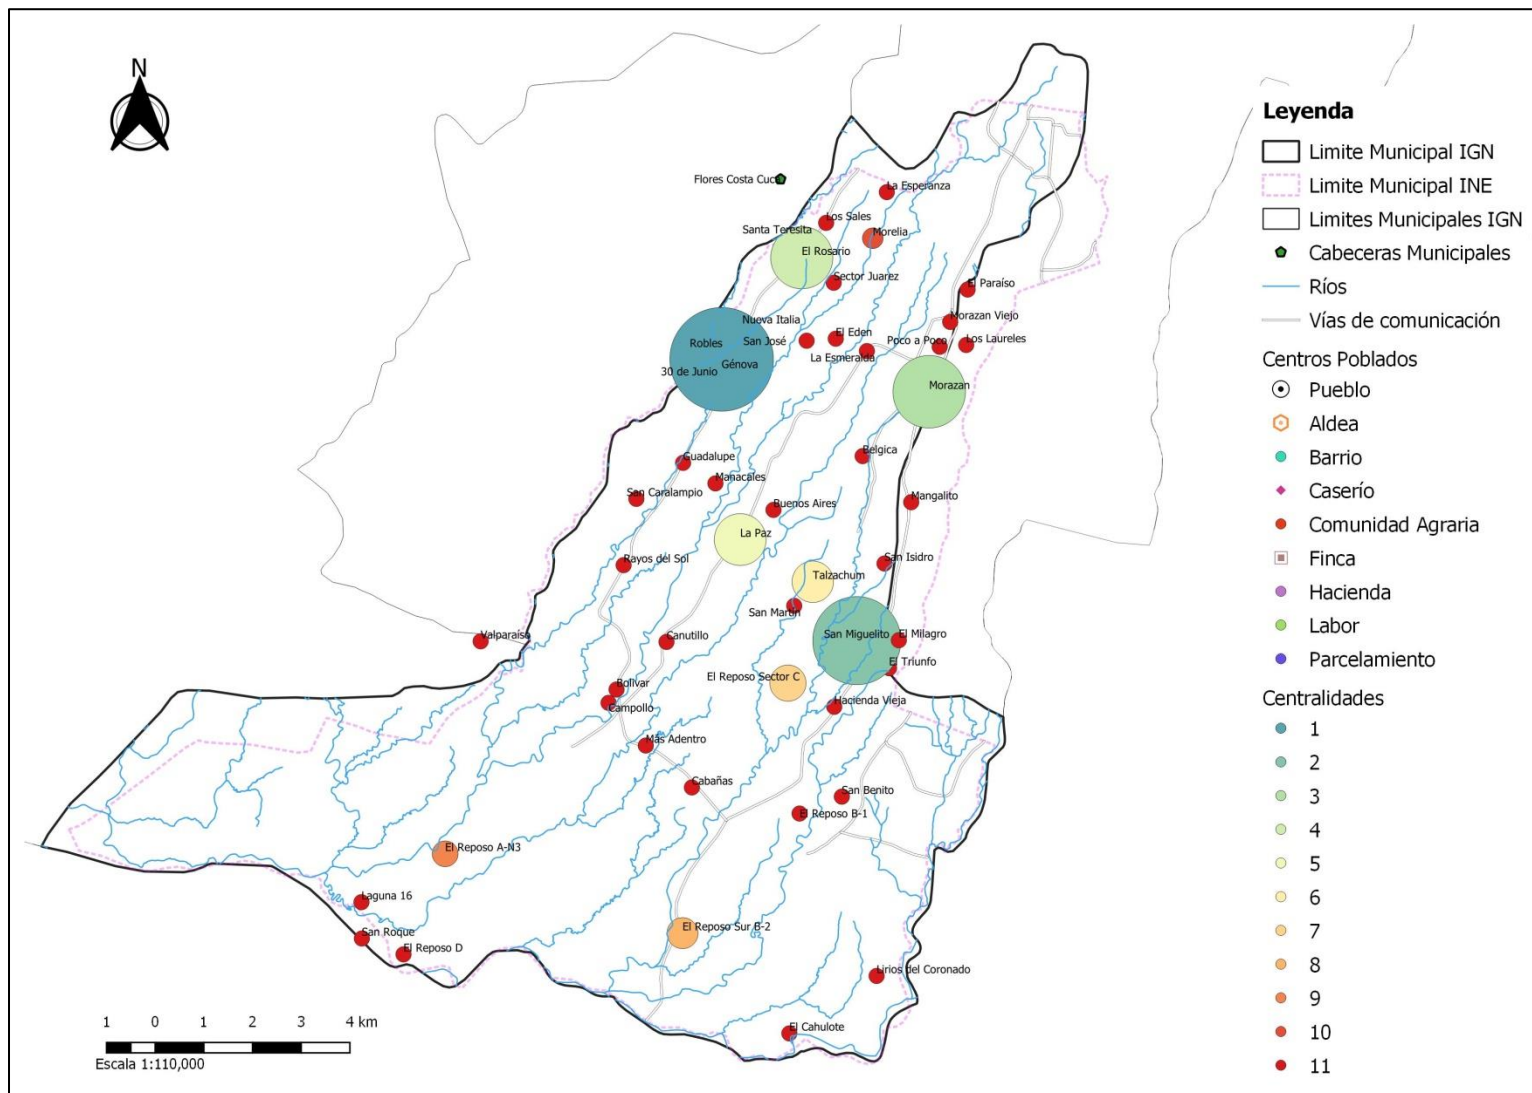 N
Flores Costa Cuca
La Esperanza
Los Sales
Santa Teresita
Morelia
El Rosario
Sector Juarez
El Paraíso
Nueva Italia
Morazan Viejo
Robles
San José
El Eden
Poco a Poco
Los Laureles
La Esmeralda
Génova
30 de Junio
Morazan
Guadalupe
Belgica
Manacales
San Caralampio
Buenos Aires
Mangalito
La Paz
Rayos del Sol
San Isidro
Talzachum
San Martín
Valparaíso
Canutillo
San Miguelito
El Milagro
El Triunfo
El Reposo Sector C
Bolivar
Campollo
Hacienda Vieja
Más Adentro
Cabañas
San Benito
El Reposo B-1
El Reposo A-N3
Laguna 16
San Roque
El Reposo D
El Reposo Sur B-2
Lirios del Coronado
El Cahulote
1 0 1 2 3 4 km
Escala 1:110,000
Leyenda
Limite Municipal IGN
Limite Municipal INE
Limites Municipales IGN
Cabeceras Municipales
Ríos
Vías de comunicación
Centros Poblados
Pueblo
Aldea
Barrio
Caserío
Comunidad Agraria
Finca
Hacienda
Labor
Parcelamiento
Centralidades
1
2
3
4
5
6
7
8
9
10
11